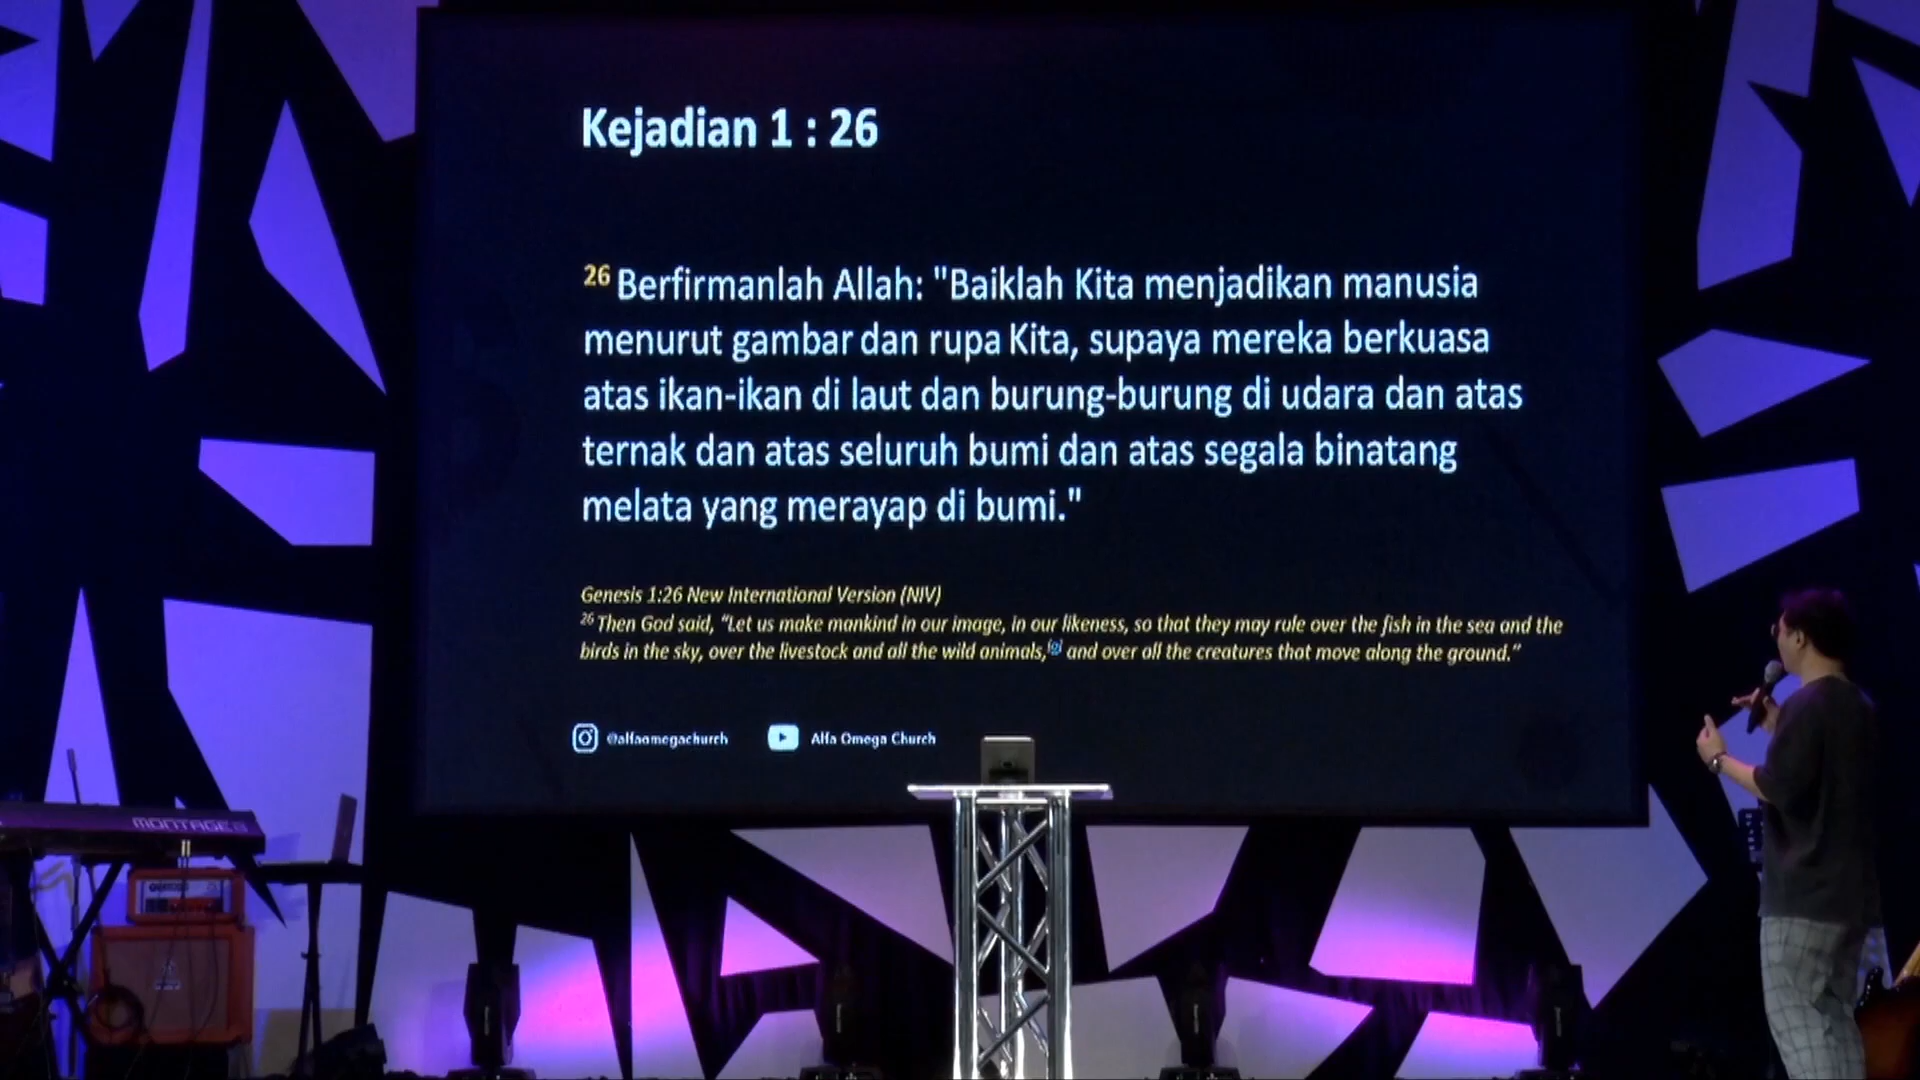 Kejadian 1 : 26
26 Berfirmanlah Allah: "Baiklah Kita menjadikan manusia
menurut gambar dan rupa Kita, supaya mereka berkuasa
atas ikan-ikan di laut dan burung-burung di udara dan atas
ternak dan atas seluruh bumi dan atas segala binatang
melata yang merayap di bumi."
Genesis 1:26 New International Version (NIV)
26 Then God said, “Let us make mankind in our image, in our likeness, so that they may rule over the fish in the sea and the
birds in the sky, over the livestock and all the wild animals,[a] and over all the creatures that move along the ground.”
@alfaomegachurch
Alfa Omega Church
MONTAGE